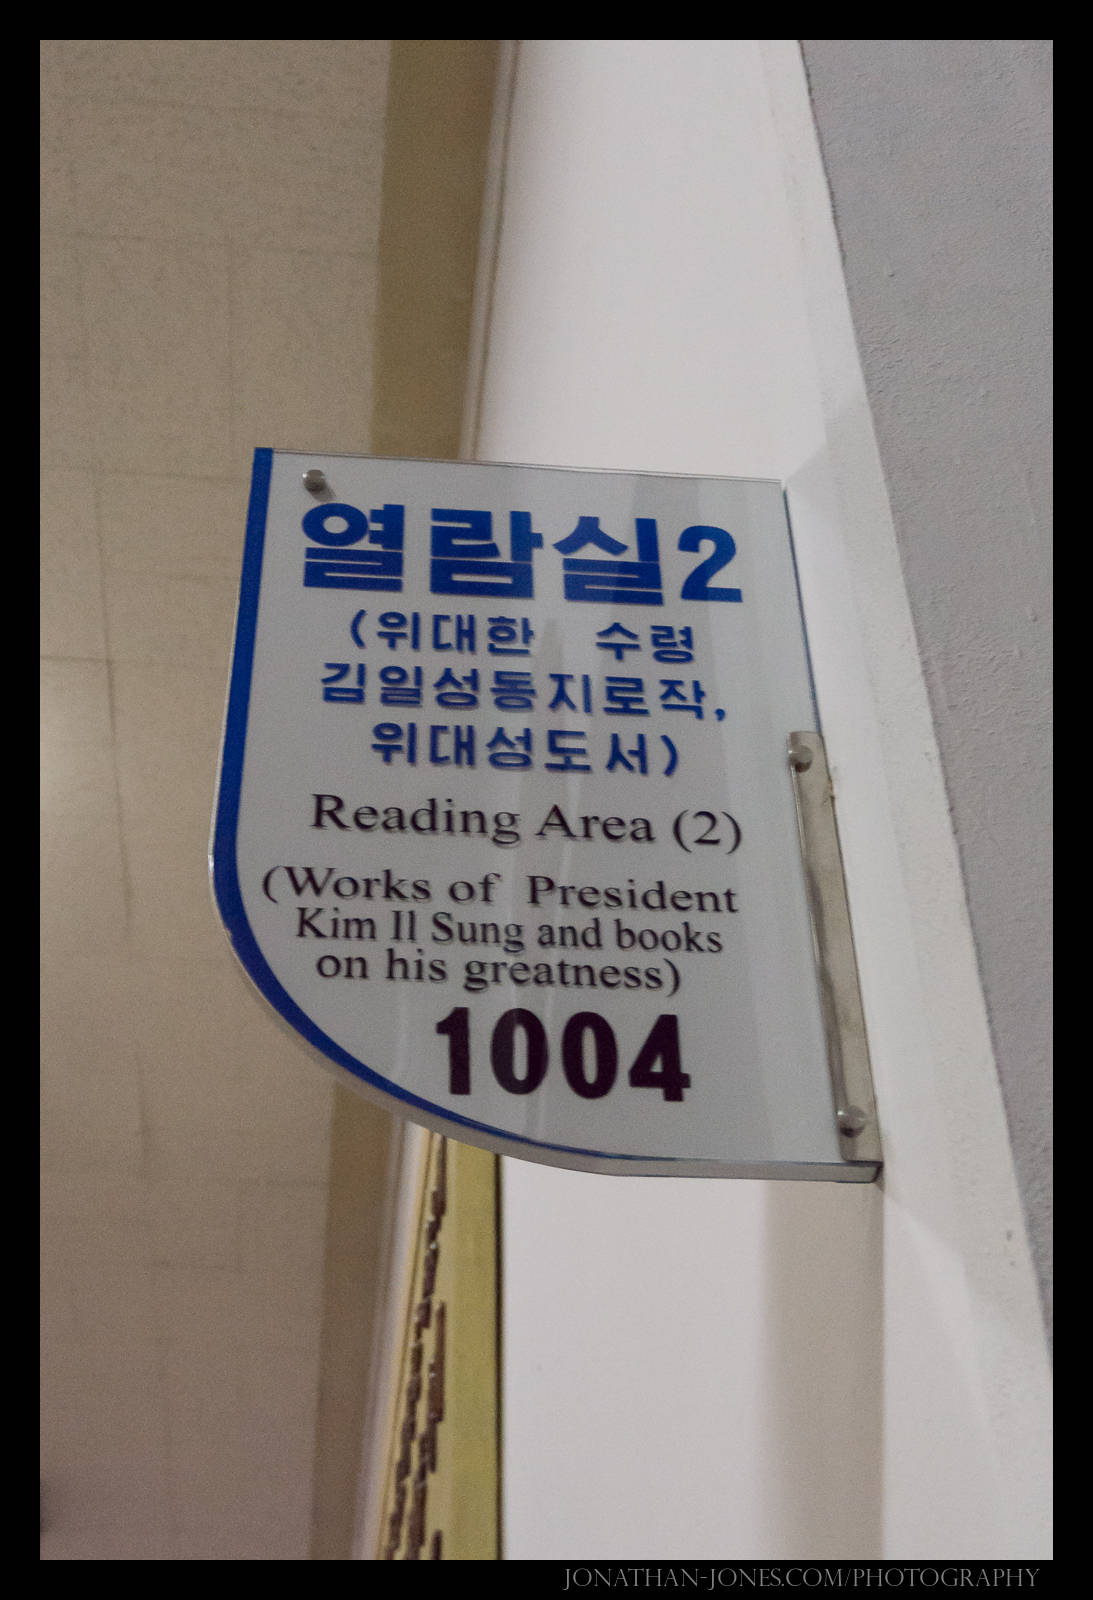 열람실2
(위대한 수령
김일성동지로작,
위대성도서)
Reading Area (2)
(Works of President
Kim Il Sung and books
on his greatness)
1004
JONATHAN-JONES.COM/PHOTOGRAPHY